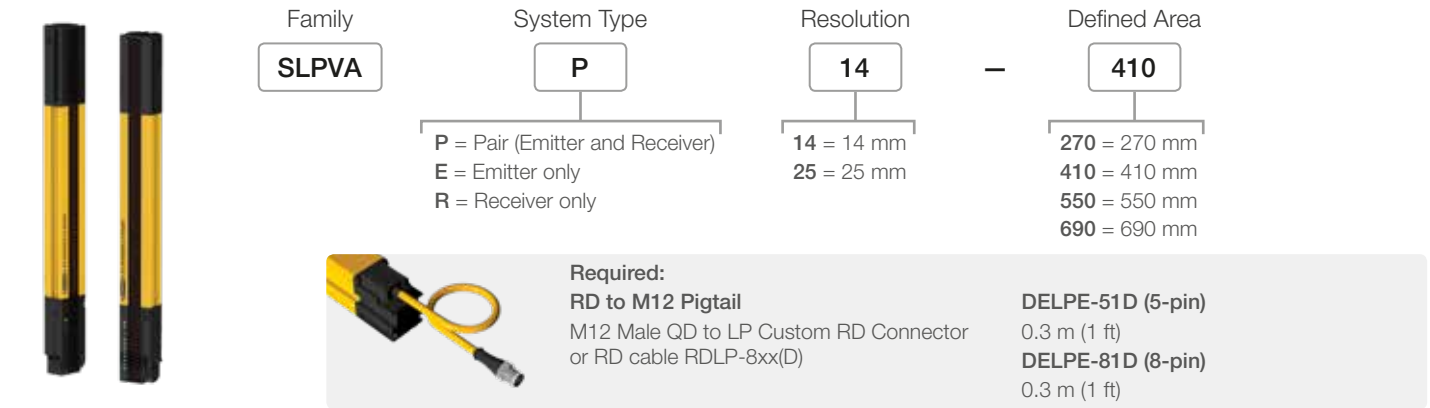 Family
System Type
Resolution
Defined Area
SLPVA
P
14
–
410
P = Pair (Emitter and Receiver)
E = Emitter only
R = Receiver only
14 = 14 mm
25 = 25 mm
270 = 270 mm
410 = 410 mm
550 = 550 mm
690 = 690 mm
Required:
RD to M12 Pigtail
M12 Male QD to LP Custom RD Connector
or RD cable RDLP-8xx(D)
DELPE-51D (5-pin)
0.3 m (1 ft)
DELPE-81D (8-pin)
0.3 m (1 ft)